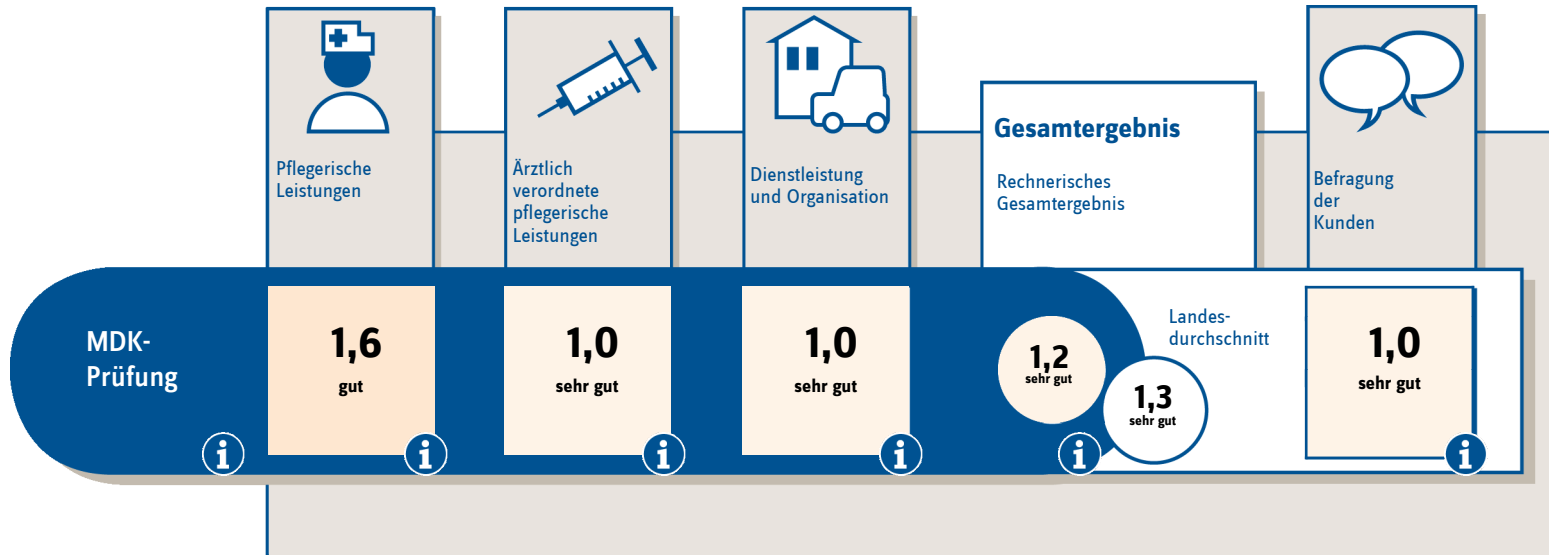 Pflegerische
Leistungen
Ärztlich
verordnete
pflegerische
Leistungen
Dienstleistung
und Organisation
Gesamtergebnis
Rechnerisches
Gesamtergebnis
Befragung
der
Kunden
MDK-
Prüfung
1,6
gut
1,0
sehr gut
1,0
sehr gut
1,2
sehr gut
Landes-
durchschnitt
1,3
sehr gut
1,0
sehr gut
i
i
i
i
i
i